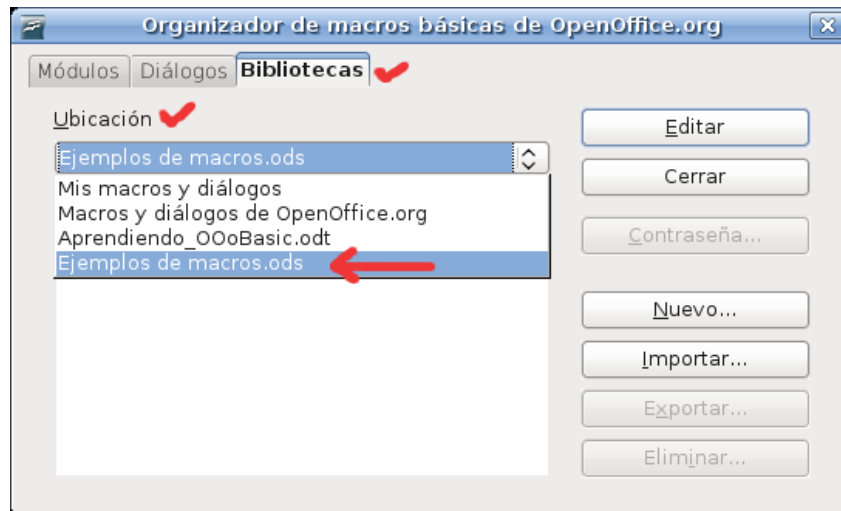 Organizador de macros básicas de OpenOffice.org
Módulos Diálogos Bibliotecas
Ubicación
Ejemplos de macros.ods
Mis macros y diálogos
Macros y diálogos de OpenOffice.org
Aprendiendo_OOoBasic.odt
Ejemplos de macros.ods
Editar
Cerrar
Contraseña...
Nuevo...
Importar...
Exportar...
Eliminar...